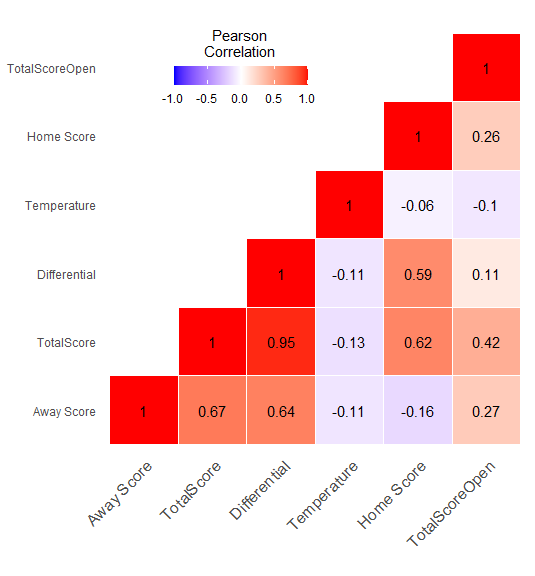 Pearson
Correlation
-1.0 -0.5 0.0 0.5 1.0
TotalScoreOpen 1
Home Score 1 0.26
Temperature 1 -0.06 -0.1
Differential 1 -0.11 0.59 0.11
TotalScore 1 0.95 -0.13 0.62 0.42
Away Score 1 0.67 0.64 -0.11 -0.16 0.27
Away Score TotalScore Differential Temperature Home Score TotalScoreOpen